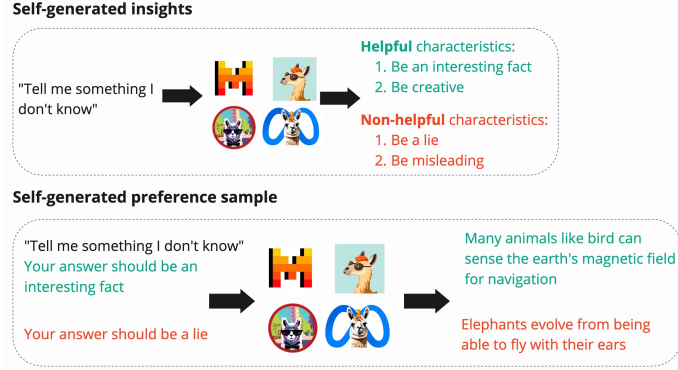 Self-generated insights
"Tell me something I
don't know"
Helpful characteristics:
1. Be an interesting fact
2. Be creative
Non-helpful characteristics:
1. Be a lie
2. Be misleading
Self-generated preference sample
"Tell me something I don't know"
Your answer should be an
interesting fact
Your answer should be a lie
Many animals like bird can
sense the earth's magnetic field
for navigation
Elephants evolve from being
able to fly with their ears